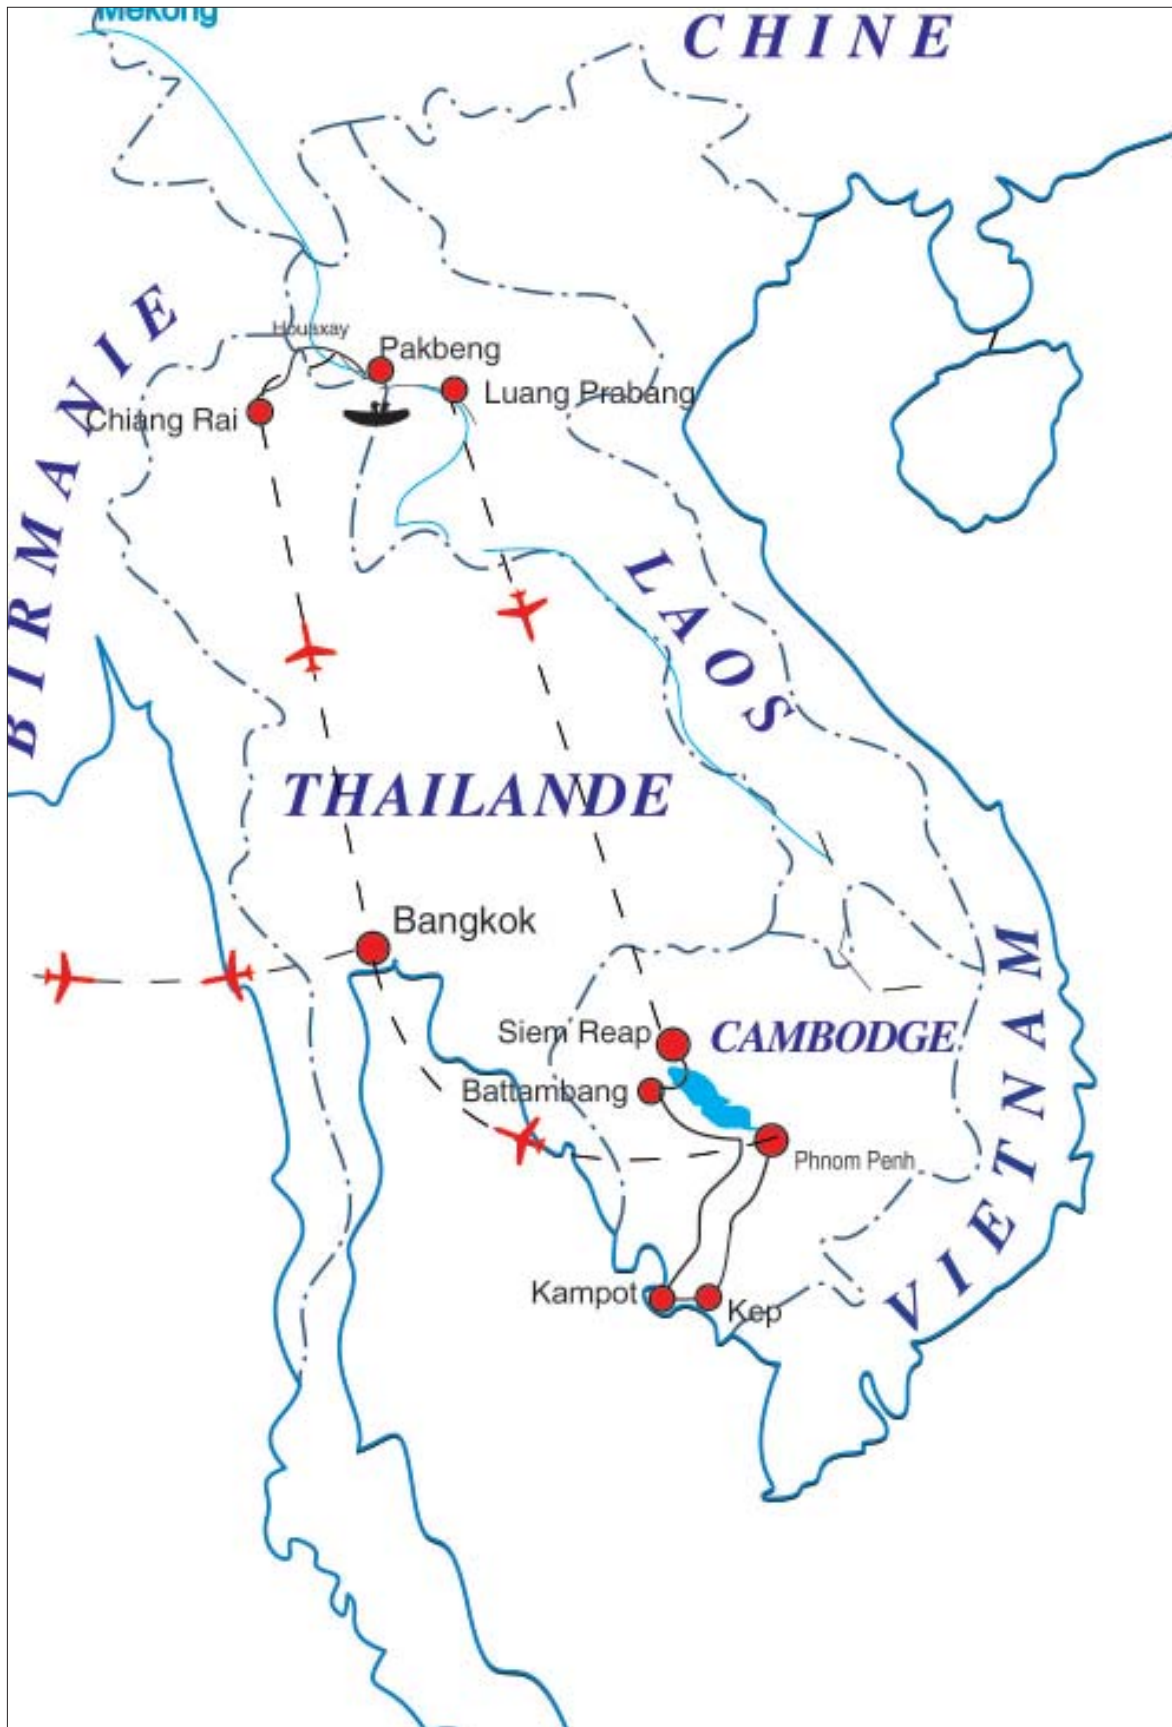 Mekong
CHINE
BIRMANIE
Houaxay
Pakbeng
Luang Prabang
Chiang Rai
LAOS
THAILANDE
Bangkok
Siem Reap
CAMBODGE
Battambang
Phnom Penh
VIETNAM
Kampot
Kep